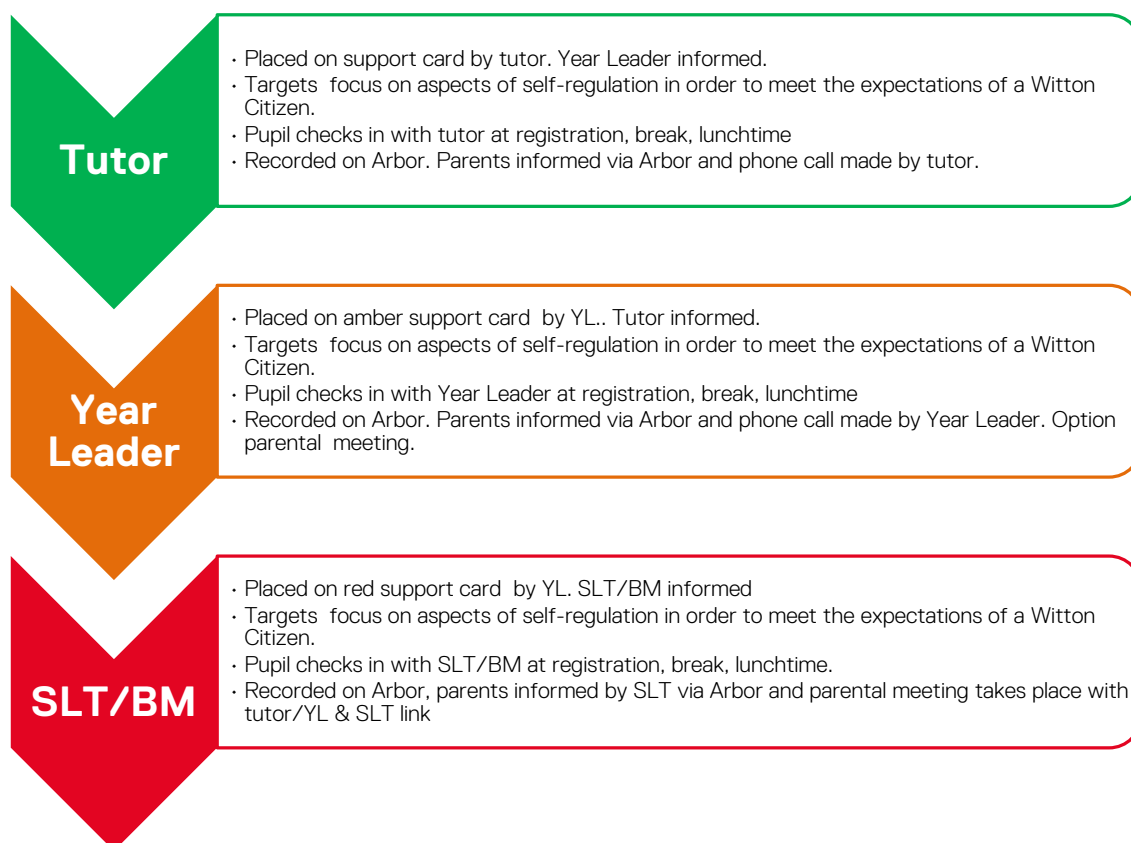 Tutor
· Placed on support card by tutor. Year Leader informed.
· Targets  focus on aspects of self-regulation in order to meet the expectations of a Witton
Citizen.
· Pupil checks in with tutor at registration, break, lunchtime
· Recorded on Arbor. Parents informed via Arbor and phone call made by tutor.
Year
Leader
· Placed on amber support card  by YL.. Tutor informed.
· Targets  focus on aspects of self-regulation in order to meet the expectations of a Witton
Citizen.
· Pupil checks in with Year Leader at registration, break, lunchtime
· Recorded on Arbor. Parents informed via Arbor and phone call made by Year Leader. Option
parental  meeting.
SLT/BM
· Placed on red support card  by YL. SLT/BM informed
· Targets  focus on aspects of self-regulation in order to meet the expectations of a Witton
Citizen.
· Pupil checks in with SLT/BM at registration, break, lunchtime.
· Recorded on Arbor, parents informed by SLT via Arbor and parental meeting takes place with
tutor/YL & SLT link